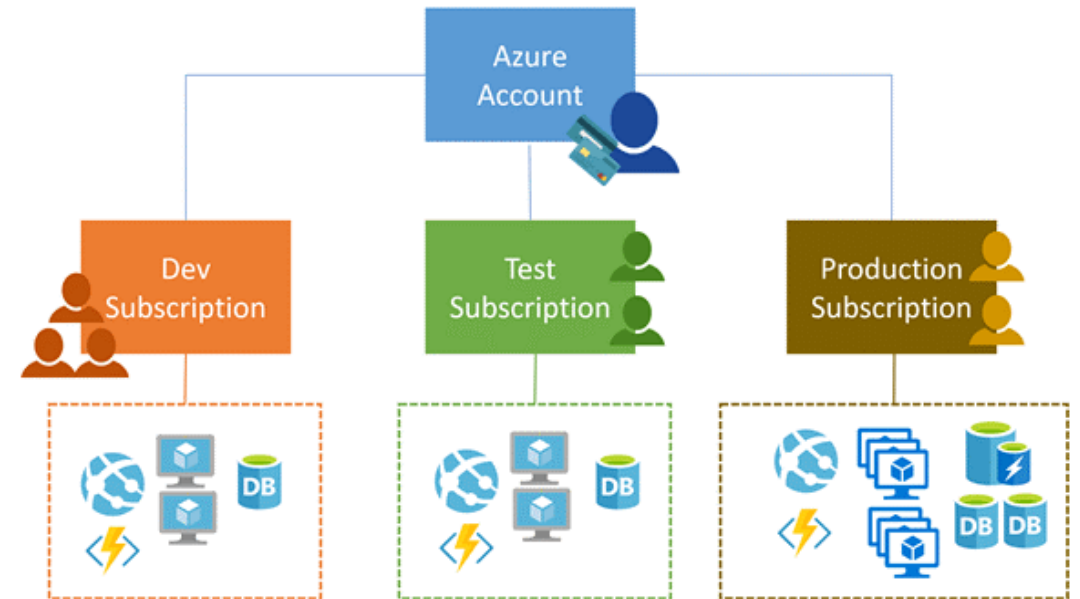 Azure
Account
Dev
Subscription
Test
Subscription
Production
Subscription
DB
DB
DB
DB